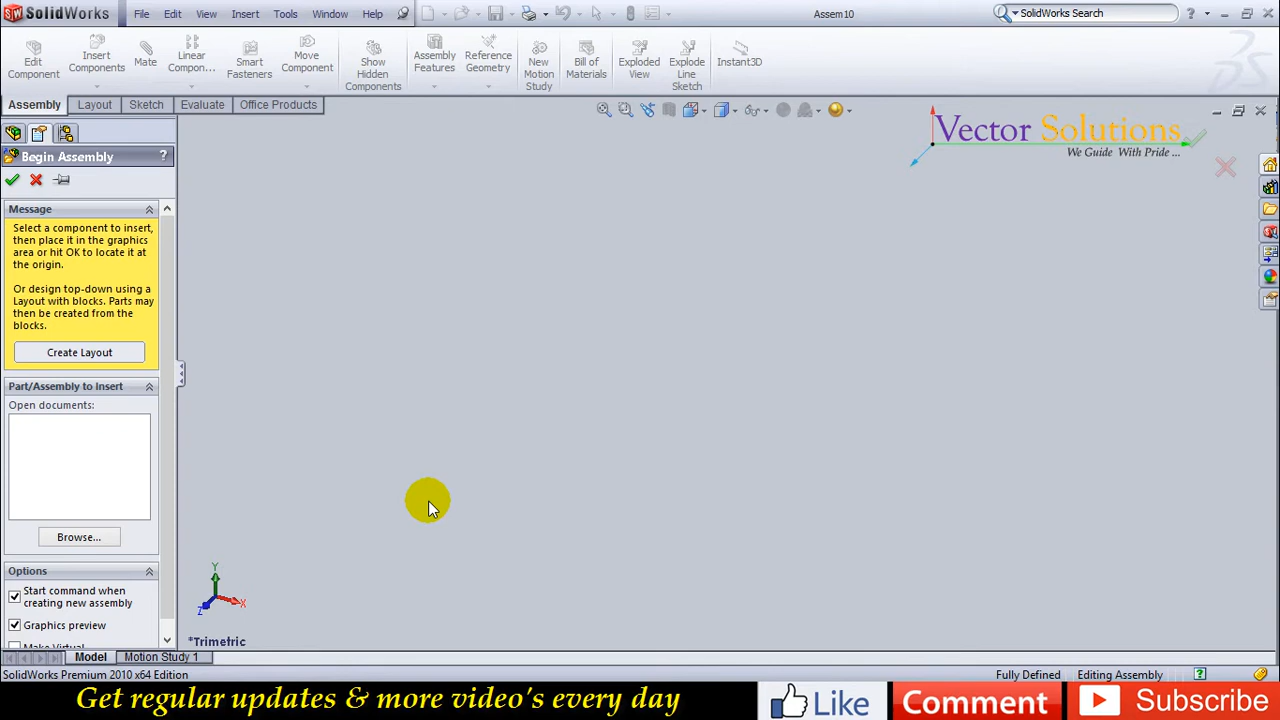 SolidWorks File Edit View Insert Tools Window Help Assem10 SolidWorks Search ?
Edit Component
Insert Components
Mate
Linear Compon...
Smart Fasteners
Move Component
Show Hidden Components
Assembly Features
Reference Geometry
New Motion Study
Bill of Materials
Exploded View
Explode Line Sketch
Instant3D
Assembly Layout Sketch Evaluate Office Products
Vector Solutions
We Guide With Pride ...
Begin Assembly ?
Message
Select a component to insert,
then place it in the graphics
area or hit OK to locate it at
the origin.
Or design top-down using a
Layout with blocks. Parts may
then be created from the
blocks.
Create Layout
Part/Assembly to Insert
Open documents:
Browse...
Options
Start command when
creating new assembly
Graphics preview
Make Virtual
Y
X
Z
*Trimetric
Model Motion Study 1
SolidWorks Premium 2010 x64 Edition Fully Defined Editing Assembly ?
Get regular updates & more video's every day Like Comment Subscribe